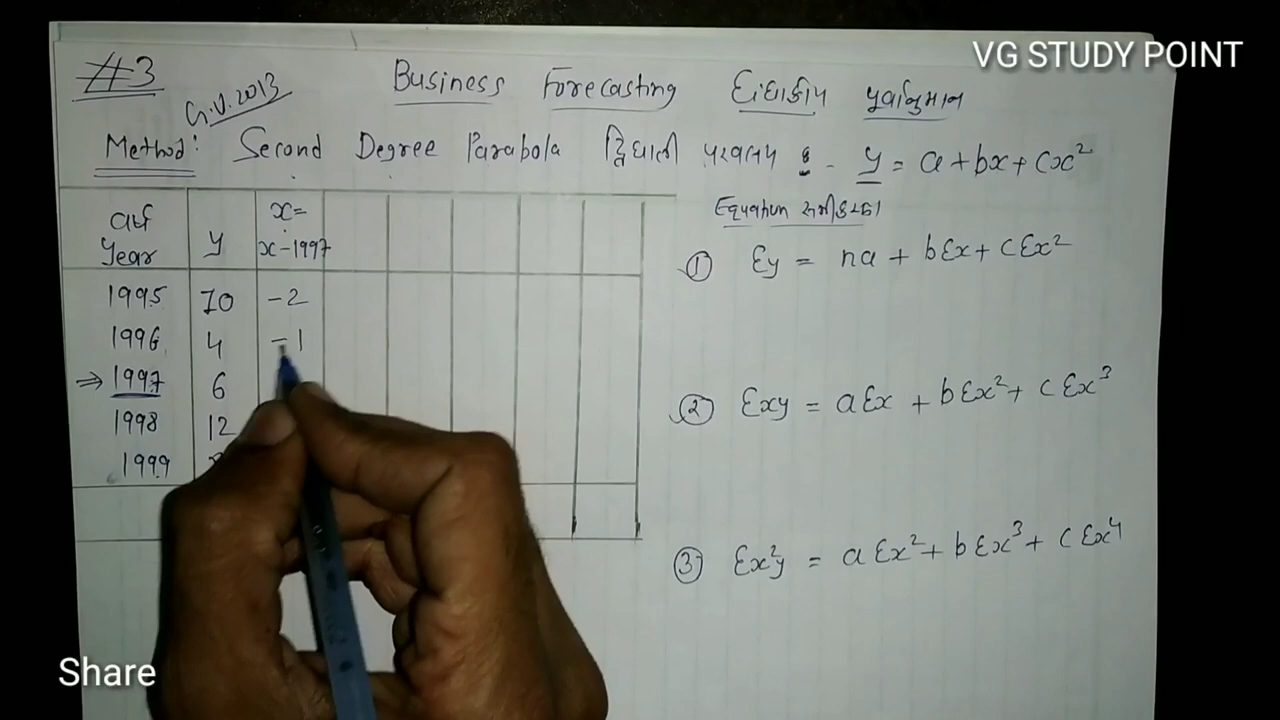 VG STUDY POINT
#3
G.U. 2013
Business Forecasting ધંધાકીય પૂર્વાનુમાન
Method: Second Degree Parabola દ્વિઘાતી પરવલય :- y = a + bx + cx²
Equation સમીકરણ
વર્ષ Year y x= x-1997
1995 10 -2
1996 4 -1
⇒ 1997 6
1998 12
1999
① Σy = na + bΣx + cΣx²
② Σxy = aΣx + bΣx² + cΣx³
③ Σx²y = aΣx² + bΣx³ + cΣx⁴
Share